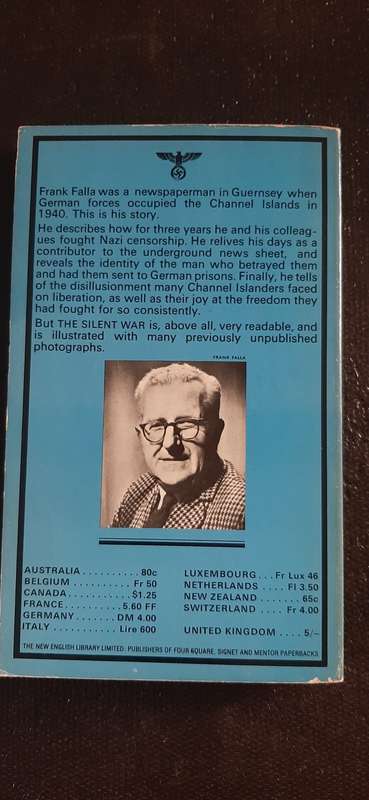 Frank Falla was a newspaperman in Guernsey when
German forces occupied the Channel Islands in
1940. This is his story.
He describes how for three years he and his colleag-
ues fought Nazi censorship. He relives his days as a
contributor to the underground news sheet, and
reveals the identity of the man who betrayed them
and had them sent to German prisons. Finally, he tells
of the disillusionment many Channel Islanders faced
on liberation, as well as their joy at the freedom they
had fought for so consistently.
But THE SILENT WAR is, above all, very readable, and
is illustrated with many previously unpublished
photographs.
FRANK FALLA
AUSTRALIA . . . . . . . . . . 80c
BELGIUM . . . . . . . . . . Fr 50
CANADA . . . . . . . . . . . $1.25
FRANCE . . . . . . . . . . 5.60 FF
GERMANY . . . . . . . DM 4.00
ITALY . . . . . . . . . . . Lire 600
LUXEMBOURG . . . Fr Lux 46
NETHERLANDS . . . . Fl 3.50
NEW ZEALAND . . . . . . . 65c
SWITZERLAND . . . . Fr 4.00
UNITED KINGDOM . . . . 5/–
THE NEW ENGLISH LIBRARY LIMITED. PUBLISHERS OF FOUR SQUARE, SIGNET AND MENTOR PAPERBACKS